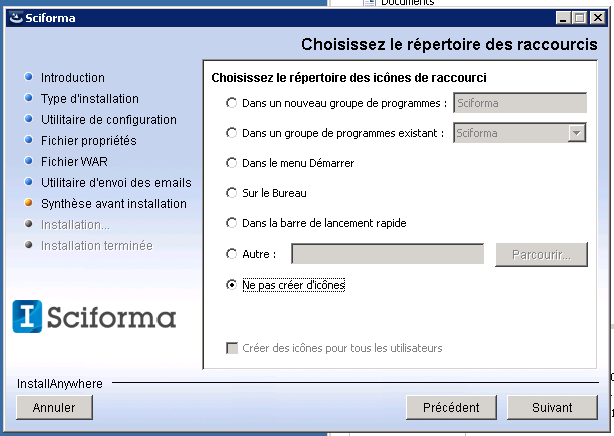 Documents
Sciforma
Choisissez le répertoire des raccourcis
Introduction
Type d'installation
Utilitaire de configuration
Fichier propriétés
Fichier WAR
Utilitaire d'envoi des emails
Synthèse avant installation
Installation...
Installation terminée
Choisissez le répertoire des icônes de raccourci
Dans un nouveau groupe de programmes : Sciforma
Dans un groupe de programmes existant : Sciforma
Dans le menu Démarrer
Sur le Bureau
Dans la barre de lancement rapide
Autre : Parcourir...
Ne pas créer d'icônes
Créer des icônes pour tous les utilisateurs
Sciforma
InstallAnywhere
Annuler Précédent Suivant